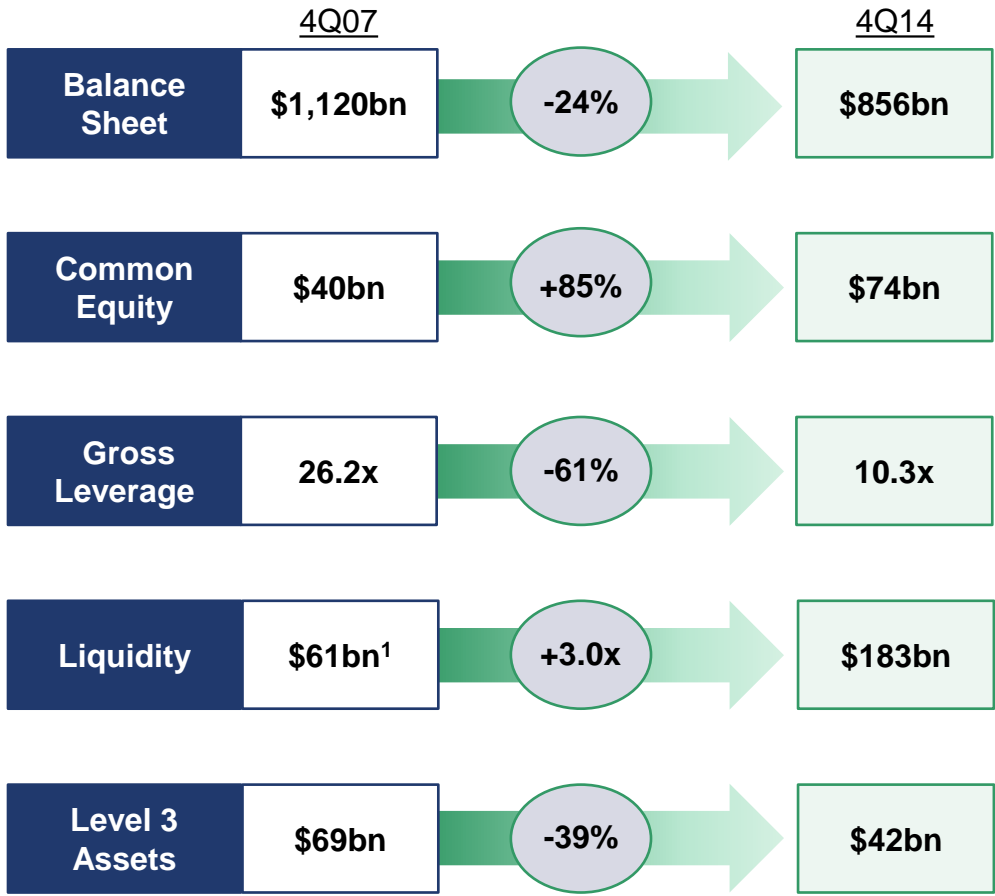 4Q07
4Q14
Balance
Sheet
$1,120bn
-24%
$856bn
Common
Equity
$40bn
+85%
$74bn
Gross
Leverage
26.2x
-61%
10.3x
Liquidity
$61bn¹
+3.0x
$183bn
Level 3
Assets
$69bn
-39%
$42bn